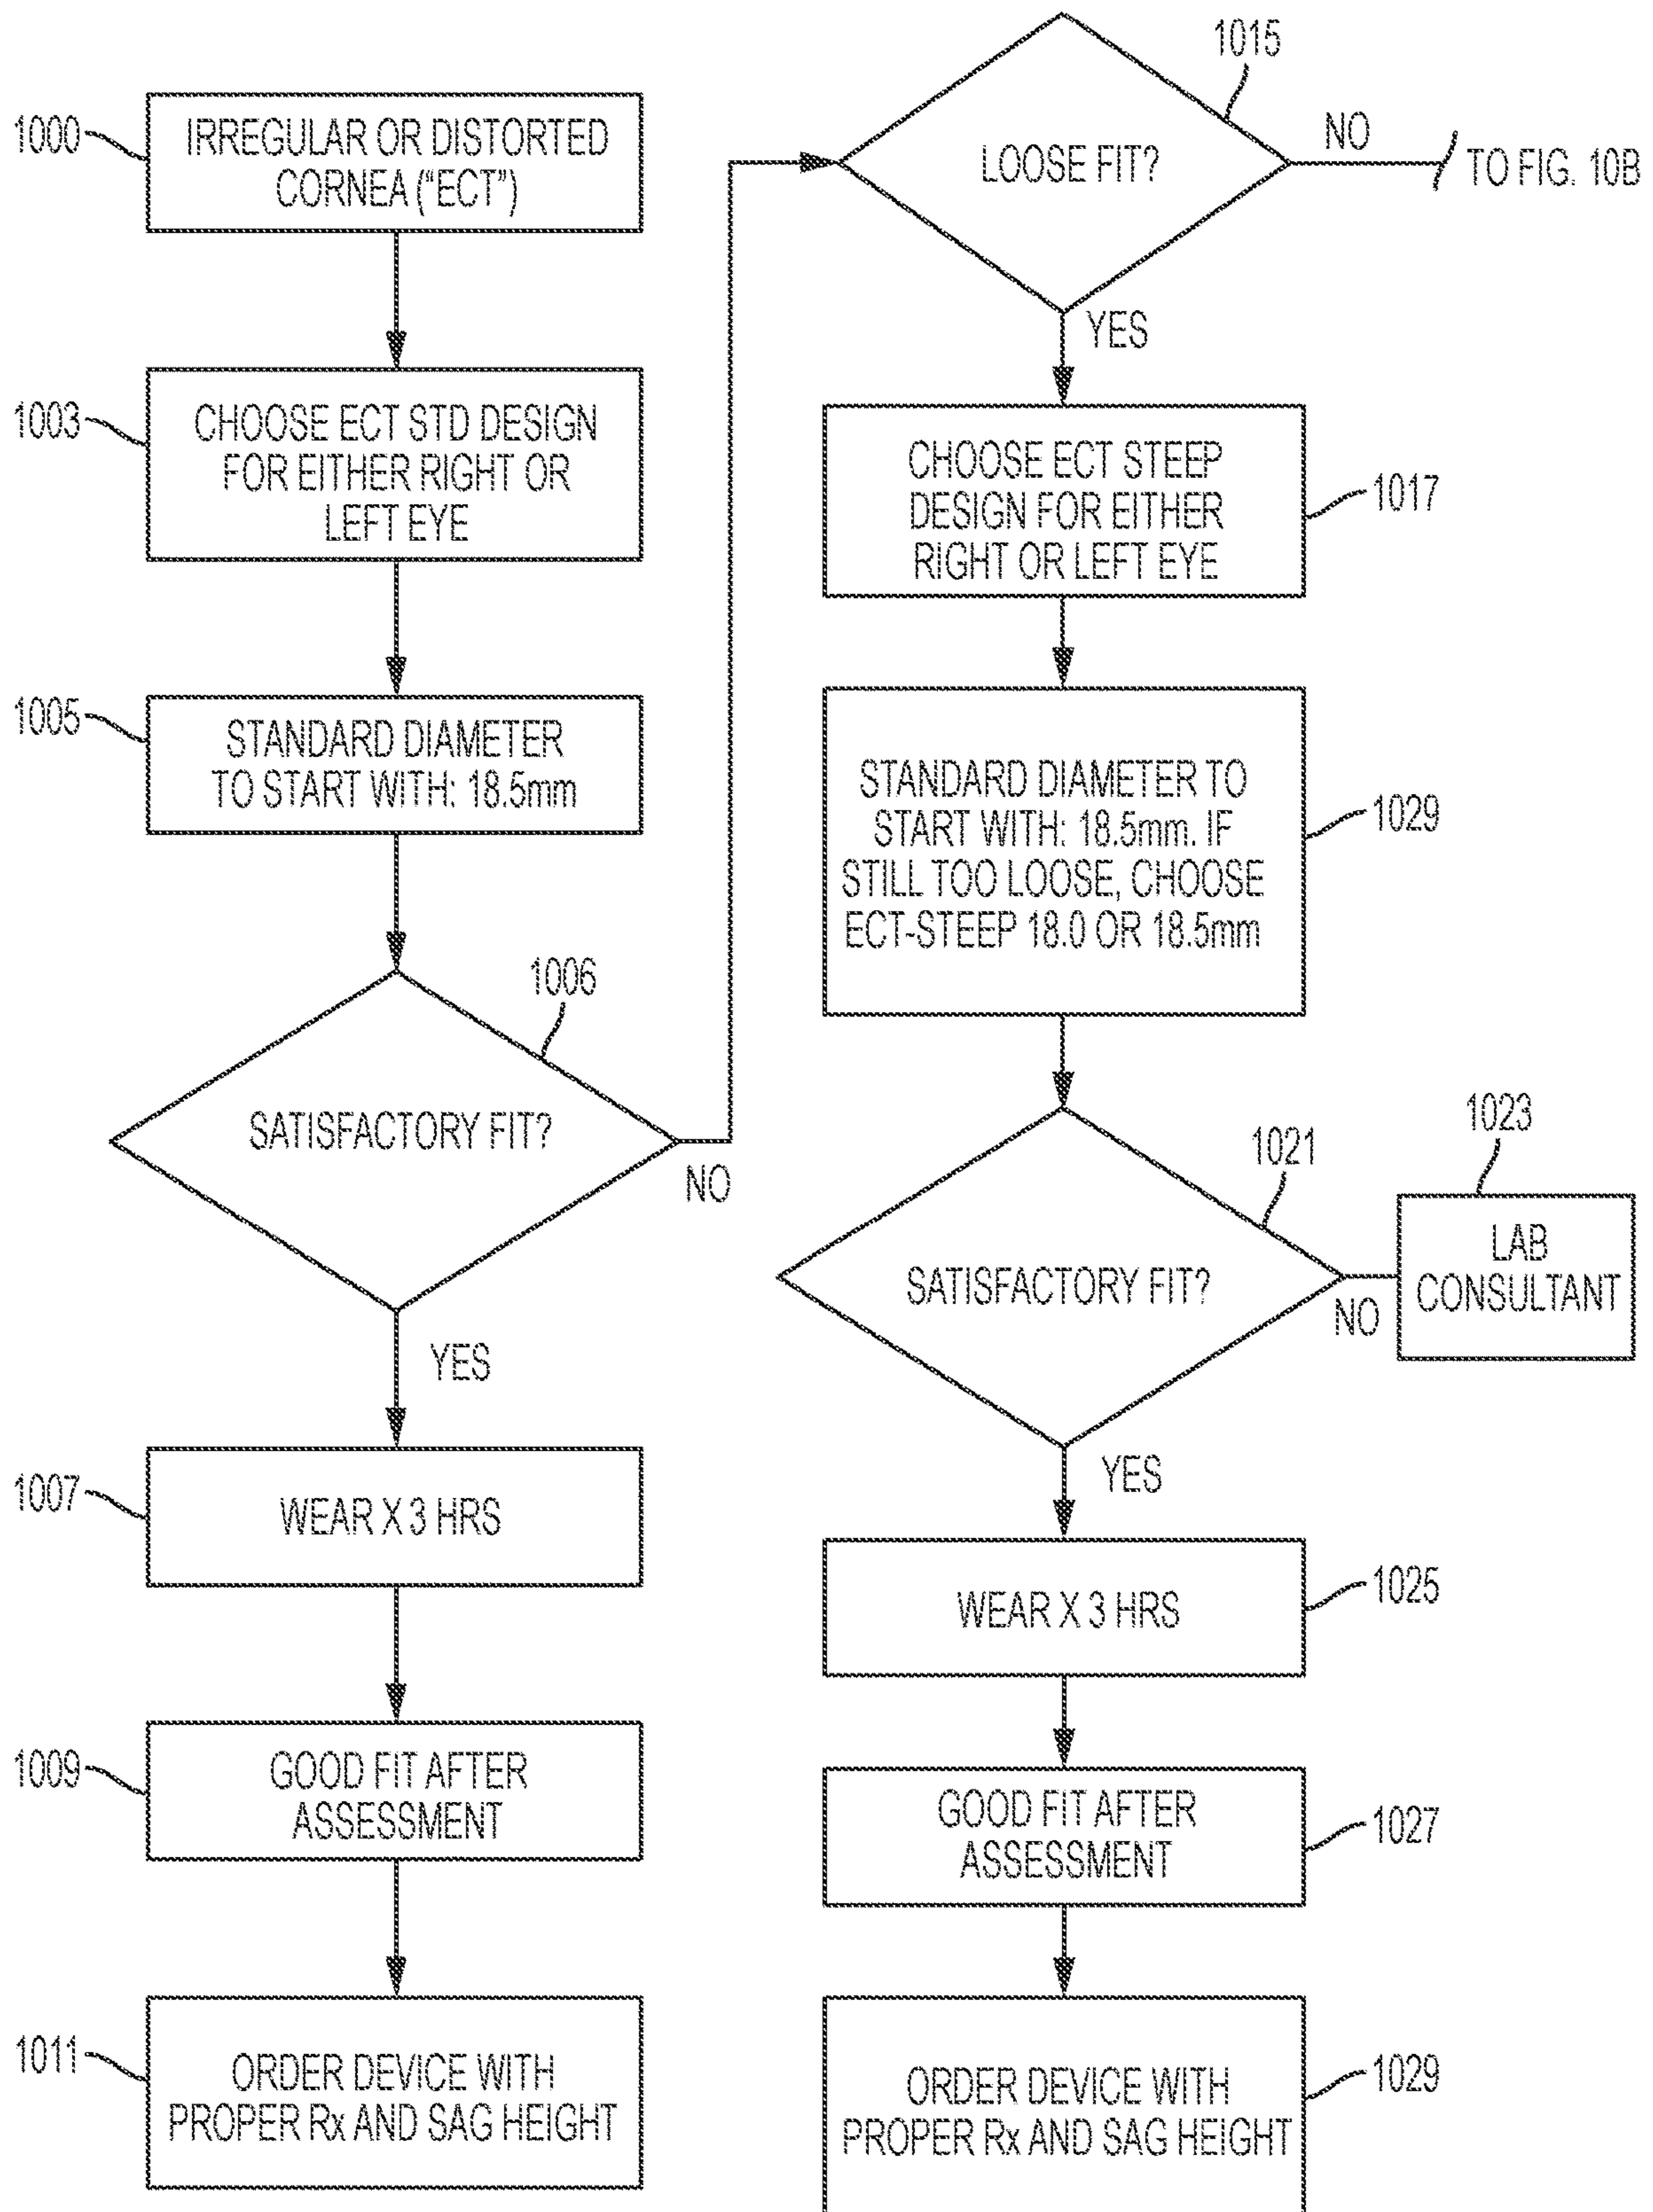 1000
IRREGULAR OR DISTORTED
CORNEA ("ECT")
1003
CHOOSE ECT STD DESIGN
FOR EITHER RIGHT OR
LEFT EYE
1005
STANDARD DIAMETER
TO START WITH: 18.5mm
1006
SATISFACTORY FIT?
NO
YES
1007
WEAR X 3 HRS
1009
GOOD FIT AFTER
ASSESSMENT
1011
ORDER DEVICE WITH
PROPER Rx AND SAG HEIGHT
1015
LOOSE FIT?
NO
TO FIG. 10B
YES
CHOOSE ECT STEEP
DESIGN FOR EITHER
RIGHT OR LEFT EYE
1017
STANDARD DIAMETER TO
START WITH: 18.5mm. IF
STILL TOO LOOSE, CHOOSE
ECT-STEEP 18.0 OR 18.5mm
1029
1021
SATISFACTORY FIT?
NO
1023
LAB
CONSULTANT
YES
WEAR X 3 HRS
1025
GOOD FIT AFTER
ASSESSMENT
1027
ORDER DEVICE WITH
PROPER Rx AND SAG HEIGHT
1029